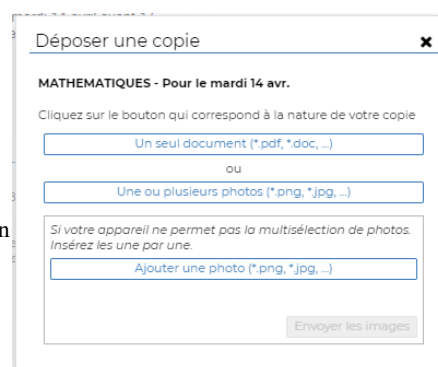 Déposer une copie
MATHEMATIQUES - Pour le mardi 14 avr.
Cliquez sur le bouton qui correspond à la nature de votre copie
Un seul document (*.pdf, *.doc, ...)
ou
Une ou plusieurs photos (*.png, *.jpg, ...)
n
Si votre appareil ne permet pas la multisélection de photos.
Insérez les une par une.
Ajouter une photo (*.png, *.jpg, ...)
Envoyer les images